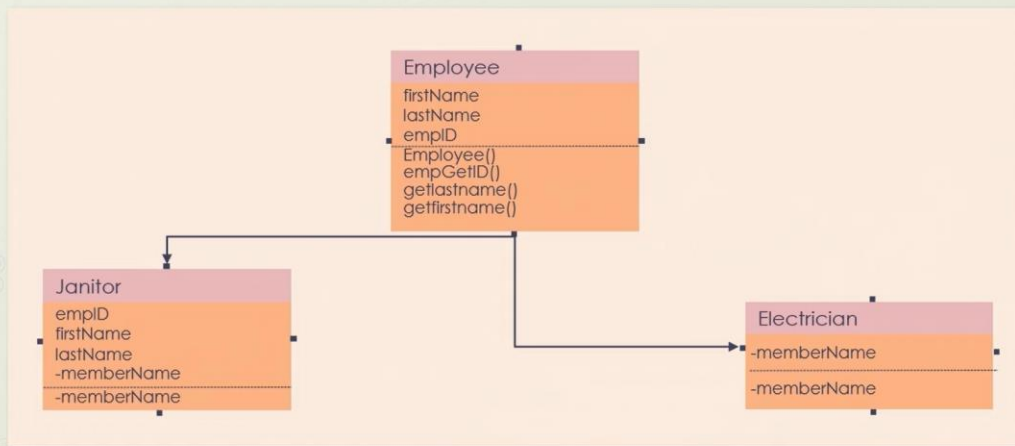 Employee
firstName
lastName
empID
Employee()
empGetID()
getlastname()
getfirstname()
Janitor
empID
firstName
lastName
-memberName
-memberName
Electrician
-memberName
-memberName